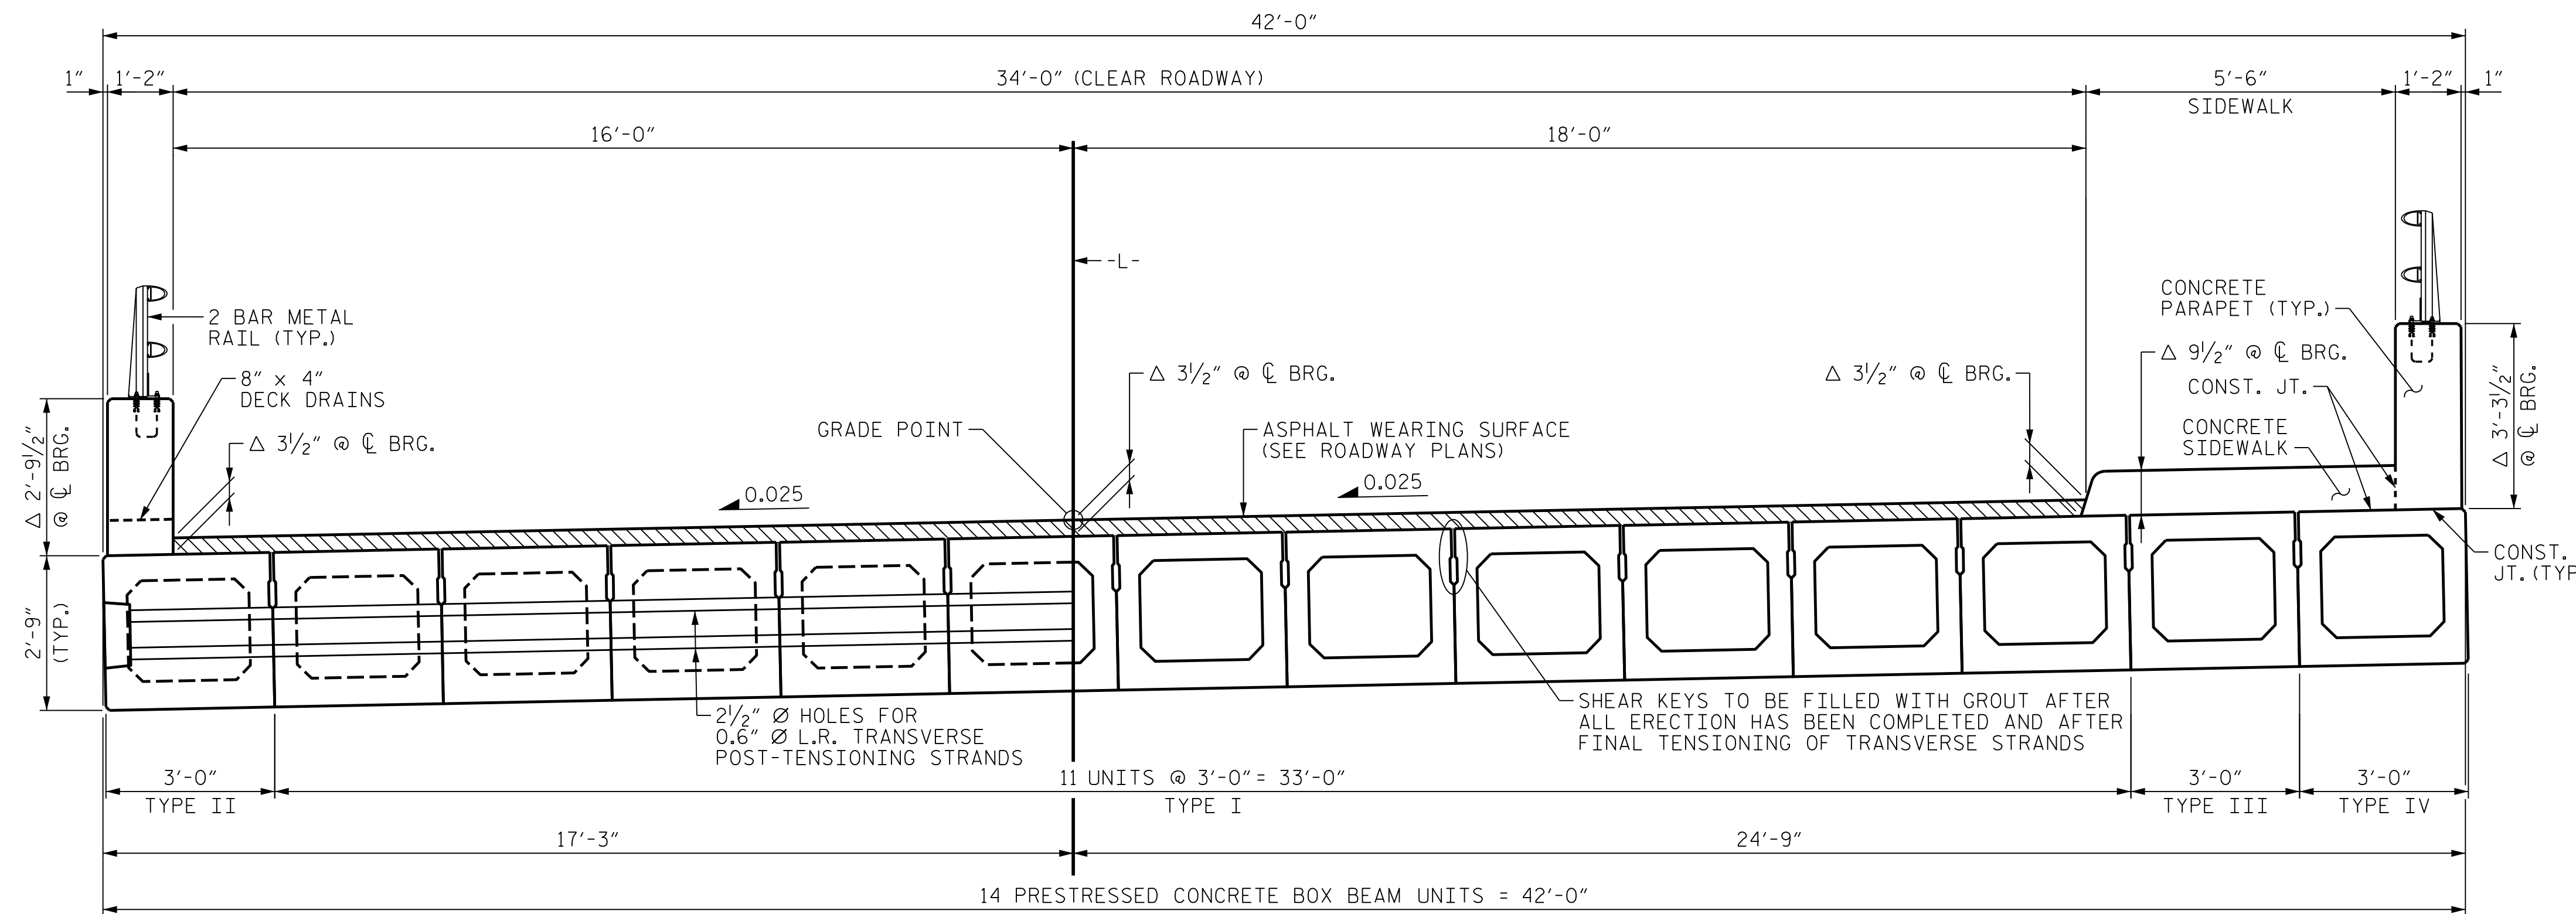 42'-0"
1"
1'-2"
34'-0" (CLEAR ROADWAY)
5'-6"
SIDEWALK
1'-2"
1"
16'-0"
18'-0"
-L-
2 BAR METAL
RAIL (TYP.)
8" x 4"
DECK DRAINS
Δ 3½" @ ℄ BRG.
Δ 2'-9½"
@ ℄ BRG.
2'-9"
(TYP.)
GRADE POINT
Δ 3½" @ ℄ BRG.
ASPHALT WEARING SURFACE
(SEE ROADWAY PLANS)
0.025
0.025
Δ 3½" @ ℄ BRG.
CONCRETE
PARAPET (TYP.)
Δ 9½" @ ℄ BRG.
CONST. JT.
CONCRETE
SIDEWALK
Δ 3'-3½"
@ ℄ BRG.
CONST.
JT. (TYP
2½" Ø HOLES FOR
0.6" Ø L.R. TRANSVERSE
POST-TENSIONING STRANDS
SHEAR KEYS TO BE FILLED WITH GROUT AFTER
ALL ERECTION HAS BEEN COMPLETED AND AFTER
FINAL TENSIONING OF TRANSVERSE STRANDS
3'-0"
TYPE II
11 UNITS @ 3'-0" = 33'-0"
TYPE I
3'-0"
TYPE III
3'-0"
TYPE IV
17'-3"
24'-9"
14 PRESTRESSED CONCRETE BOX BEAM UNITS = 42'-0"